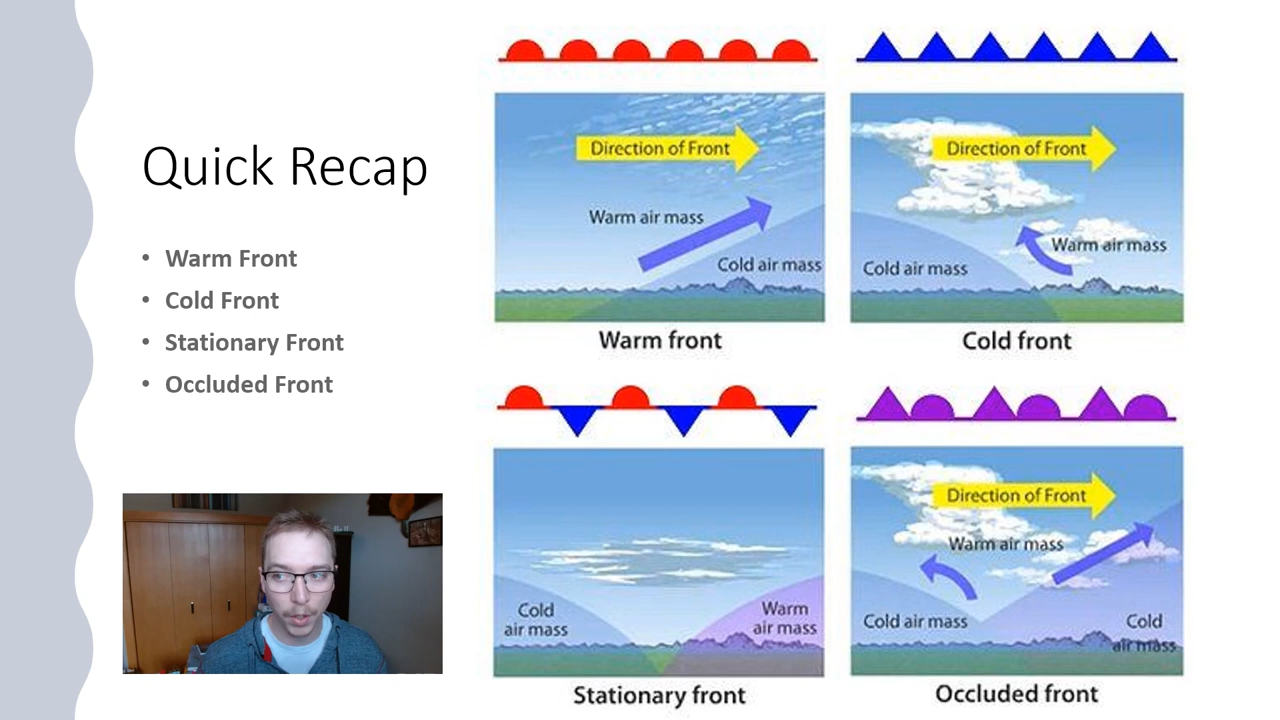 Quick Recap
• Warm Front
• Cold Front
• Stationary Front
• Occluded Front
Direction of Front
Warm air mass
Cold air mass
Warm front
Direction of Front
Warm air mass
Cold air mass
Cold front
Cold
air mass
Warm
air mass
Stationary front
Direction of Front
Warm air mass
Cold air mass
Cold
air mass
Occluded front